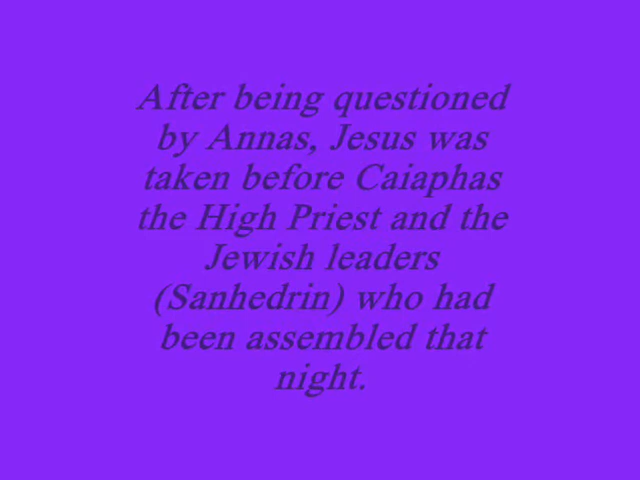 After being questioned
by Annas, Jesus was
taken before Caiaphas
the High Priest and the
Jewish leaders
(Sanhedrin) who had
been assembled that
night.